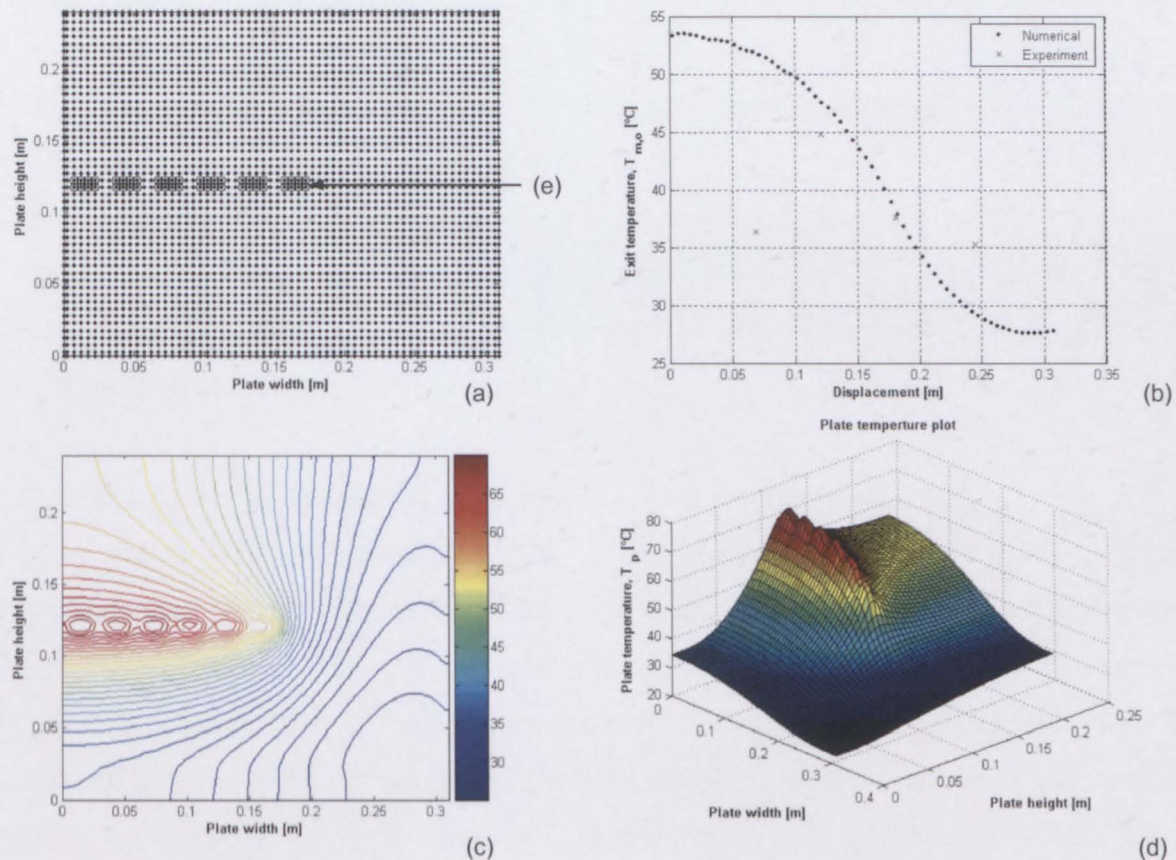 Plate height [m]
0.2
0.15
0.1
0.05
0
0 0.05 0.1 0.15 0.2 0.25 0.3
Plate width [m]
(a)
(e)
Exit temperature, T m,o [°C]
55
50
45
40
35
30
25
0 0.05 0.1 0.15 0.2 0.25 0.3 0.35
Displacement [m]
Numerical
Experiment
(b)
Plate height [m]
0.2
0.15
0.1
0.05
0
0 0.05 0.1 0.15 0.2 0.25 0.3
Plate width [m]
65
60
55
50
45
40
35
30
(c)
Plate temperture plot
Plate temperature, T p [°C]
80
70
60
50
40
30
20
0
0.1
0.2
0.3
0.4
Plate width [m]
0
0.05
0.1
0.15
0.2
0.25
Plate height [m]
(d)